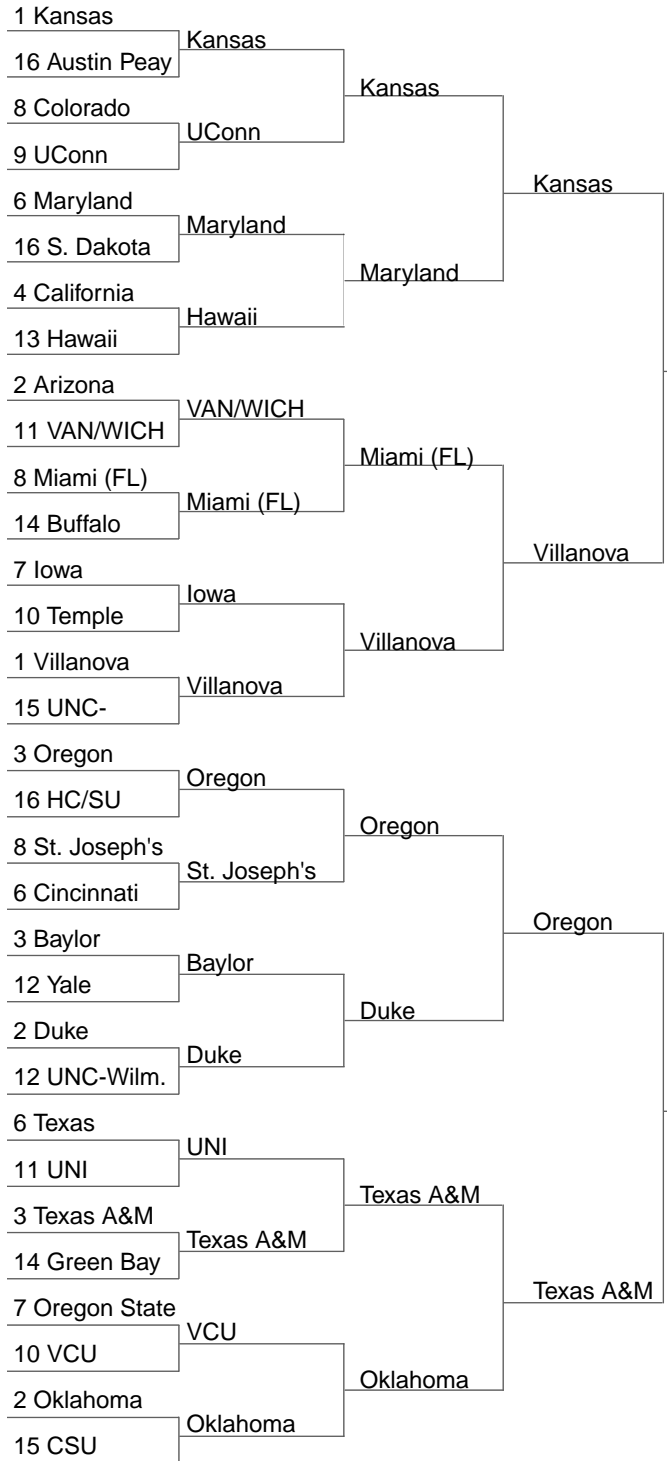 1 Kansas
16 Austin Peay
8 Colorado
9 UConn
6 Maryland
16 S. Dakota
4 California
13 Hawaii
2 Arizona
11 VAN/WICH
8 Miami (FL)
14 Buffalo
7 Iowa
10 Temple
1 Villanova
15 UNC-
3 Oregon
16 HC/SU
8 St. Joseph's
6 Cincinnati
3 Baylor
12 Yale
2 Duke
12 UNC-Wilm.
6 Texas
11 UNI
3 Texas A&M
14 Green Bay
7 Oregon State
10 VCU
2 Oklahoma
15 CSU
Kansas
UConn
Maryland
Hawaii
VAN/WICH
Miami (FL)
Iowa
Villanova
Oregon
St. Joseph's
Baylor
Duke
UNI
Texas A&M
VCU
Oklahoma
Kansas
Maryland
Miami (FL)
Villanova
Oregon
Duke
Texas A&M
Oklahoma
Kansas
Villanova
Oregon
Texas A&M